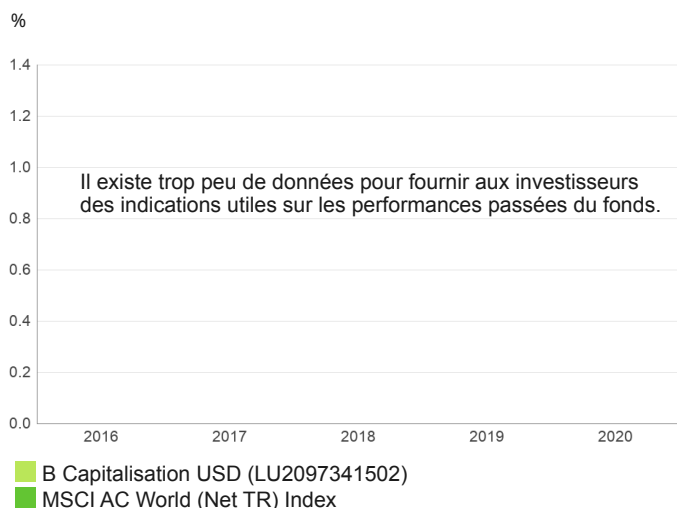 %
1.4
1.2
1.0
Il existe trop peu de données pour fournir aux investisseurs
des indications utiles sur les performances passées du fonds.
0.8
0.6
0.4
0.2
0.0
2016 2017 2018 2019 2020
B Capitalisation USD (LU2097341502)
MSCI AC World (Net TR) Index